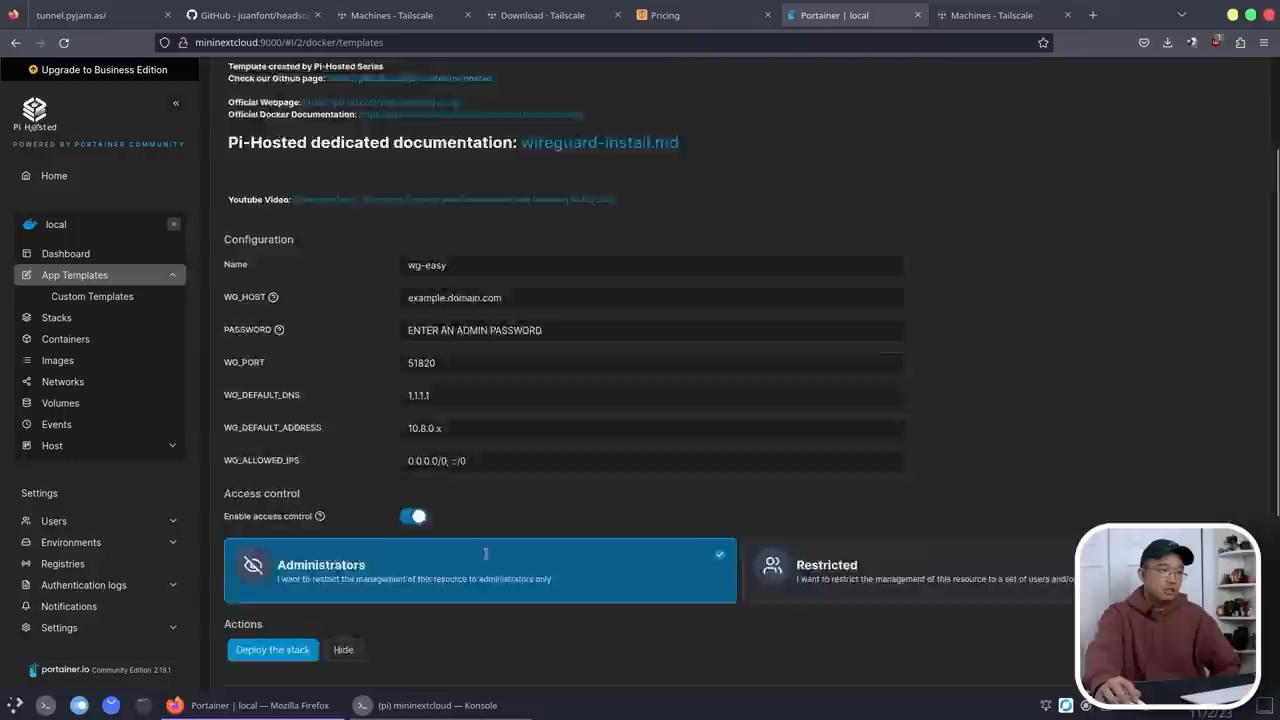 tunnel.pyjam.as/
GitHub - juanfont/headsc
Machines - Tailscale
Download · Tailscale
Pricing
Portainer | local
Machines - Tailscale
mininextcloud:9000/#!/2/docker/templates
Upgrade to Business Edition
Pi Hosted
POWERED BY PORTAINER COMMUNITY
Home
local
Dashboard
App Templates
Custom Templates
Stacks
Containers
Images
Networks
Volumes
Events
Host
Settings
Users
Environments
Registries
Authentication logs
Notifications
Settings
portainer.io Community Edition 2.19.1
Template created by Pi-Hosted Series
Check our Github page:
Official Webpage:
Official Docker Documentation:
Pi-Hosted dedicated documentation: wireguard-install.md
Youtube Video:
Configuration
Name
wg-easy
WG_HOST
example.domain.com
PASSWORD
ENTER AN ADMIN PASSWORD
WG_PORT
51820
WG_DEFAULT_DNS
1.1.1.1
WG_DEFAULT_ADDRESS
10.8.0.x
WG_ALLOWED_IPS
0.0.0.0/0, ::/0
Access control
Enable access control
Administrators
I want to restrict the management of this resource to administrators only
Restricted
I want to restrict the management of this resource to a set of users and/o
Actions
Deploy the stack
Hide
Portainer | local — Mozilla Firefox
(pi) mininextcloud — Konsole
11/2/23